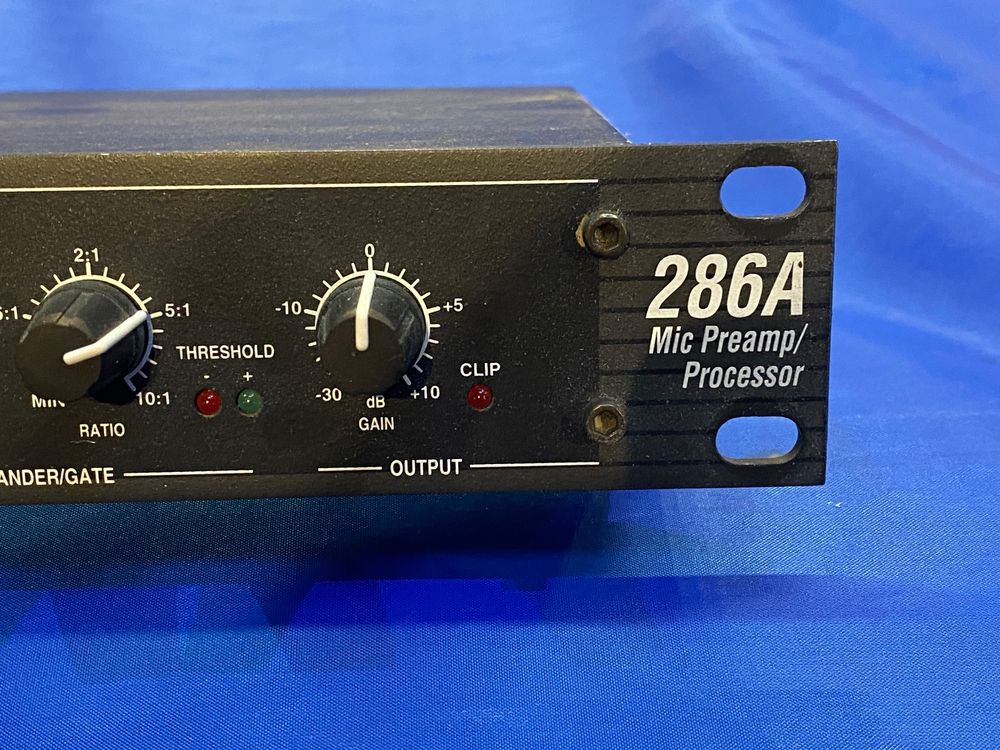 2:1
5:1
5:1
10:1
RATIO
THRESHOLD
- +
ANDER/GATE
0
-10
+5
-30
dB
+10
GAIN
CLIP
OUTPUT
286A
Mic Preamp/
Processor